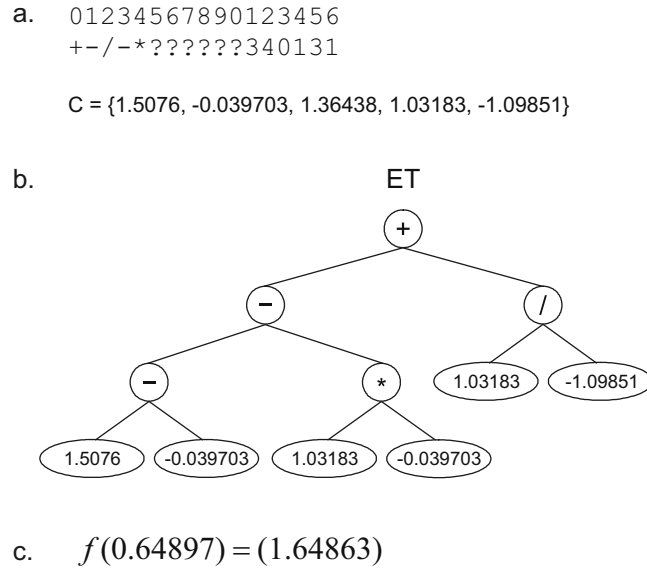 a. 01234567890123456
+-/-*??????340131
C = {1.5076, -0.039703, 1.36438, 1.03183, -1.09851}
b. ET
+
- /
- * 1.03183 -1.09851
1.5076 -0.039703 1.03183 -0.039703
c. f(0.64897) = (1.64863)